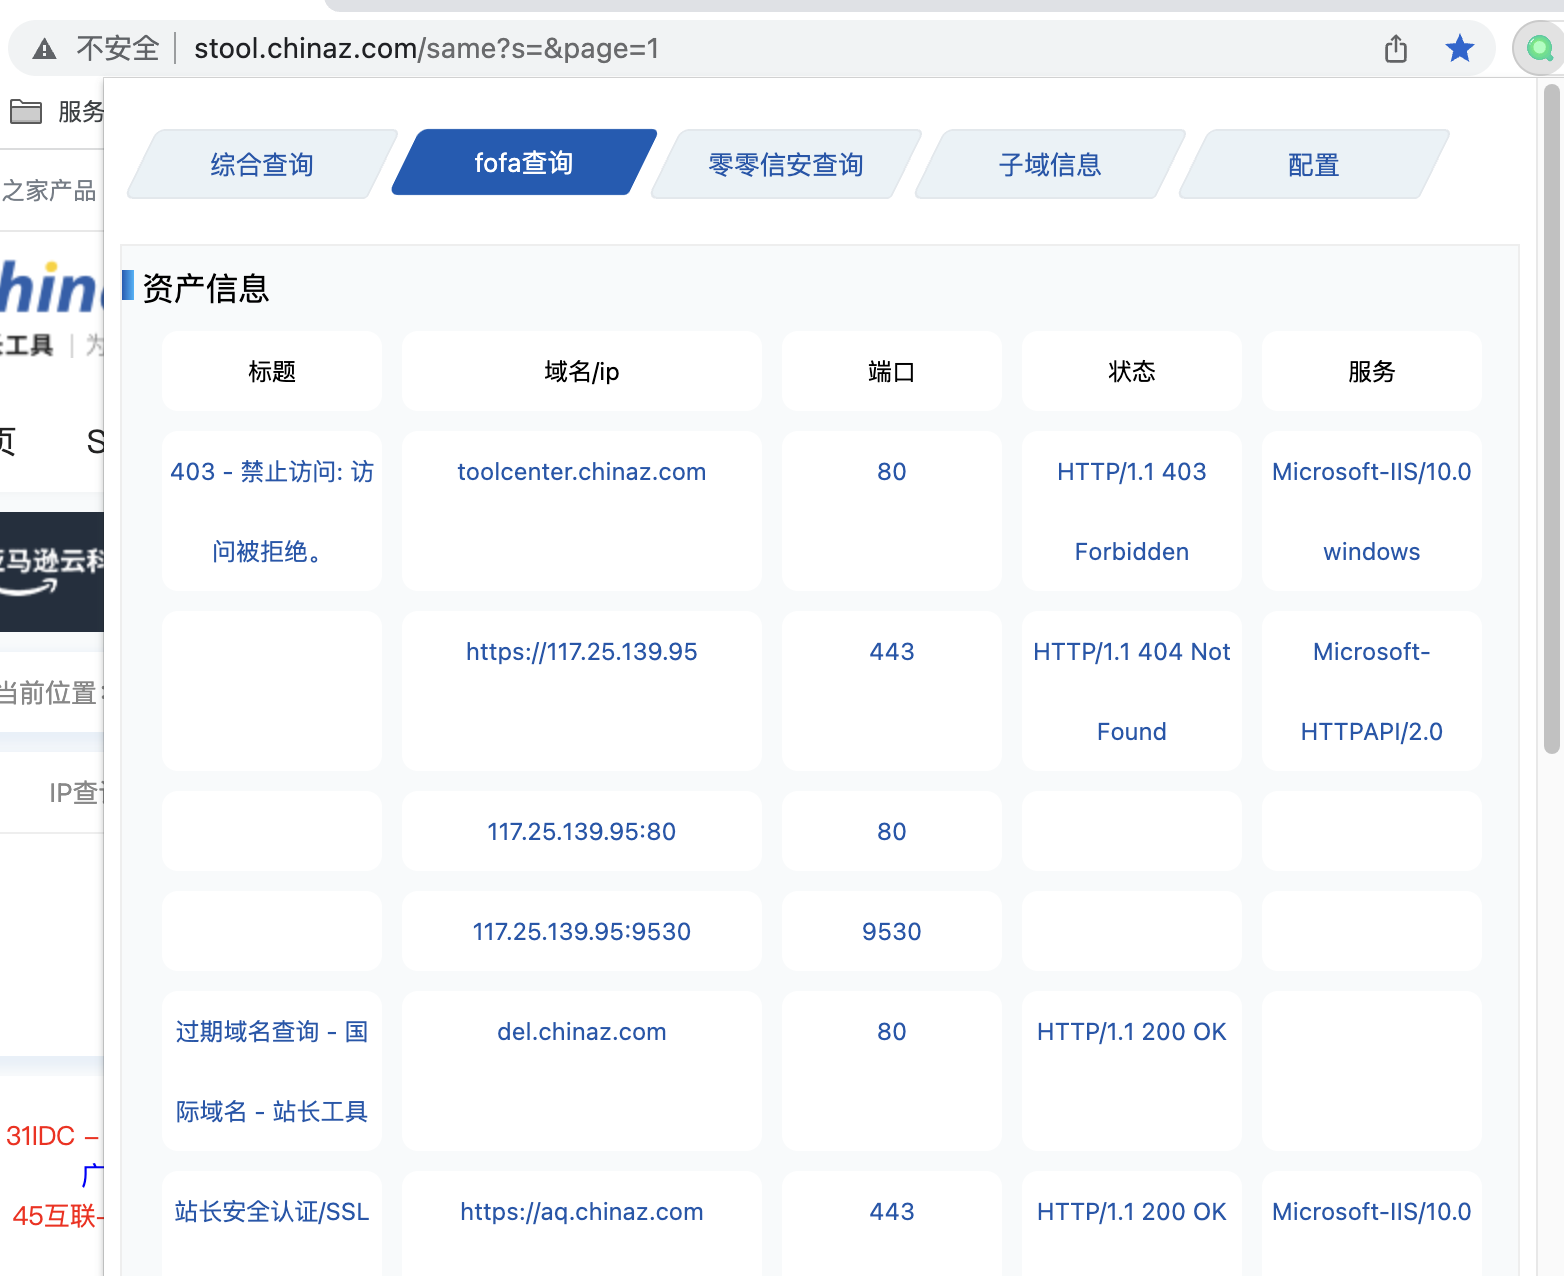 不安全
stool.chinaz.com/same?s=&page=1
服务
之家产品
hin
工具 | 为
综合查询
fofa查询
零零信安查询
子域信息
配置
资产信息
标题 域名/ip 端口 状态 服务
页 S
403 - 禁止访问: 访 toolcenter.chinaz.com 80 HTTP/1.1 403 Microsoft-IIS/10.0
问被拒绝。 Forbidden windows
亚马逊云科
https://117.25.139.95 443 HTTP/1.1 404 Not Microsoft-
Found HTTPAPI/2.0
当前位置:
IP查
117.25.139.95:80 80
117.25.139.95:9530 9530
过期域名查询 - 国 del.chinaz.com 80 HTTP/1.1 200 OK
际域名 - 站长工具
31IDC –
广
45互联-
站长安全认证/SSL https://aq.chinaz.com 443 HTTP/1.1 200 OK Microsoft-IIS/10.0